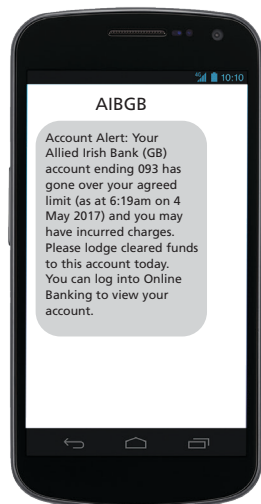 4G 10:10
AIBGB
Account Alert: Your
Allied Irish Bank (GB)
account ending 093 has
gone over your agreed
limit (as at 6:19am on 4
May 2017) and you may
have incurred charges.
Please lodge cleared funds
to this account today.
You can log into Online
Banking to view your
account.